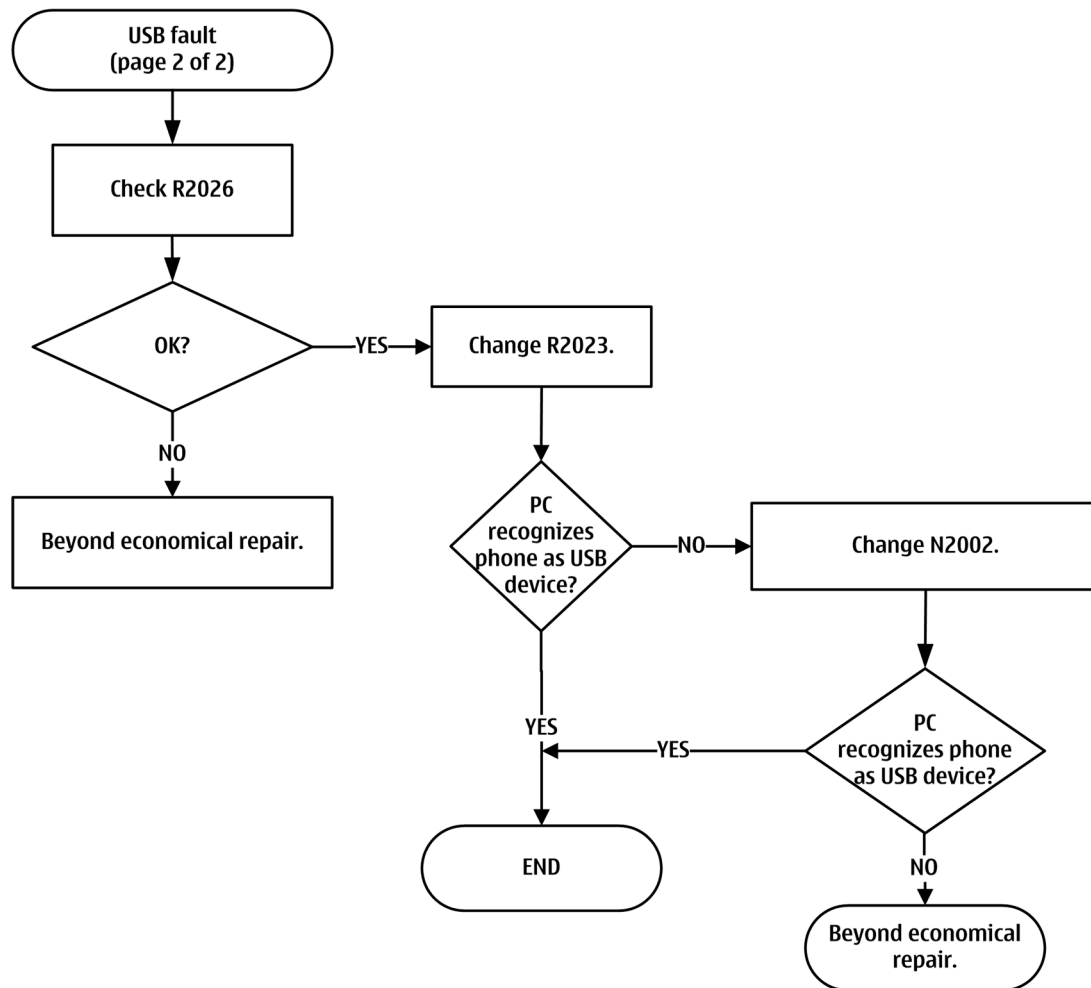 USB fault
(page 2 of 2)
Check R2026
OK?
YES
Change R2023.
NO
Beyond economical repair.
PC
recognizes
phone as USB
device?
NO
Change N2002.
YES
PC
recognizes phone
as USB device?
YES
END
NO
Beyond economical
repair.